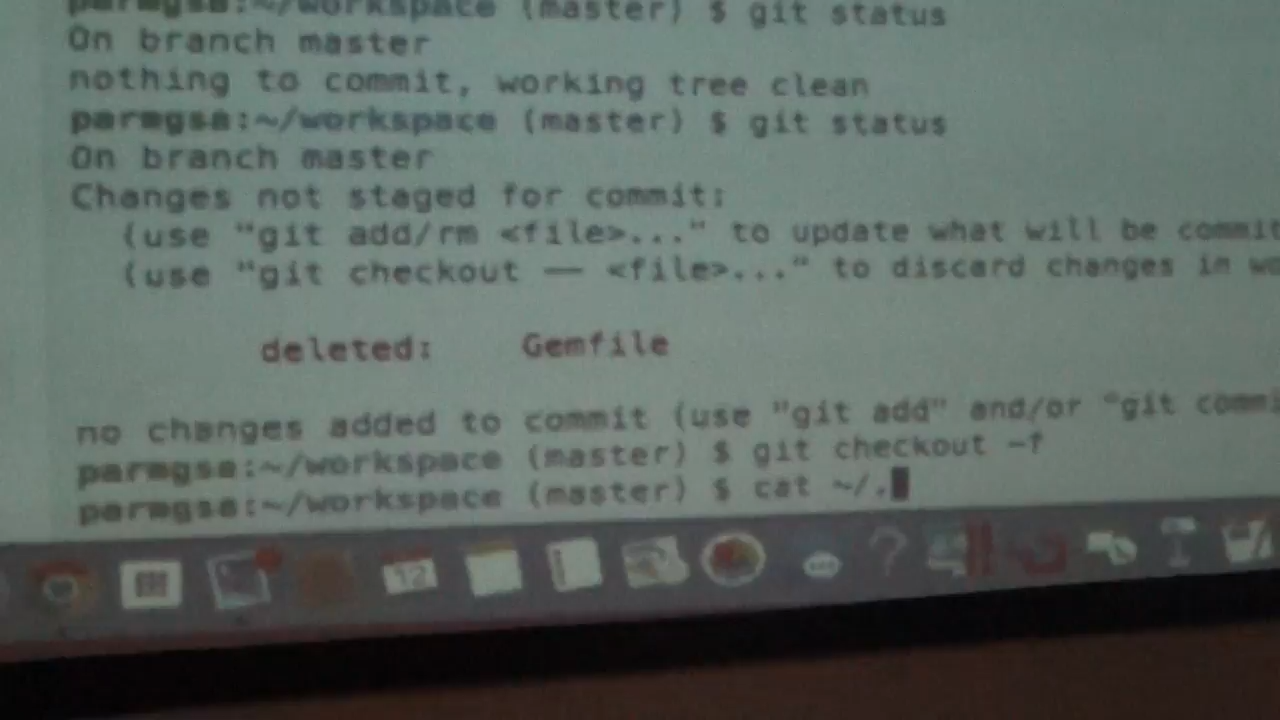 parmgsa:~/workspace (master) $ git status
On branch master
nothing to commit, working tree clean
parmgsa:~/workspace (master) $ git status
On branch master
Changes not staged for commit:
(use "git add/rm <file>..." to update what will be commit
(use "git checkout -- <file>..." to discard changes in wo
deleted: Gemfile
no changes added to commit (use "git add" and/or "git commi
parmgsa:~/workspace (master) $ git checkout -f
parmgsa:~/workspace (master) $ cat ~/.
12